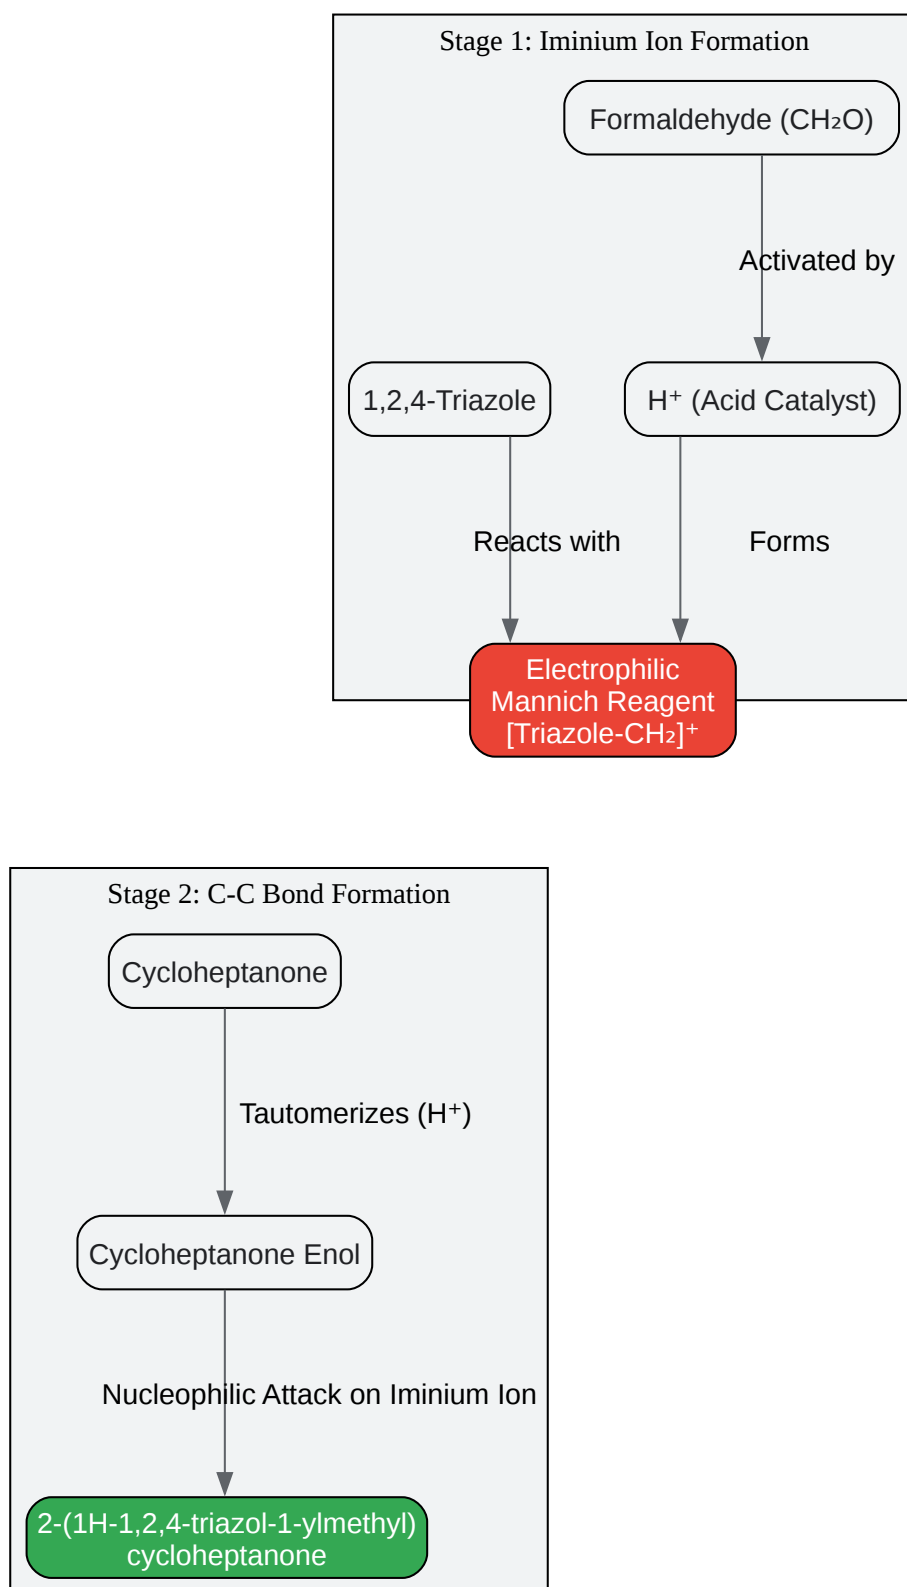 Stage 1: Iminium Ion Formation
Formaldehyde (CH₂O)
Activated by
1,2,4-Triazole
H⁺ (Acid Catalyst)
Reacts with
Forms
Electrophilic
Mannich Reagent
[Triazole-CH₂]⁺
Stage 2: C-C Bond Formation
Cycloheptanone
Tautomerizes (H⁺)
Cycloheptanone Enol
Nucleophilic Attack on Iminium Ion
2-(1H-1,2,4-triazol-1-ylmethyl)
cycloheptanone